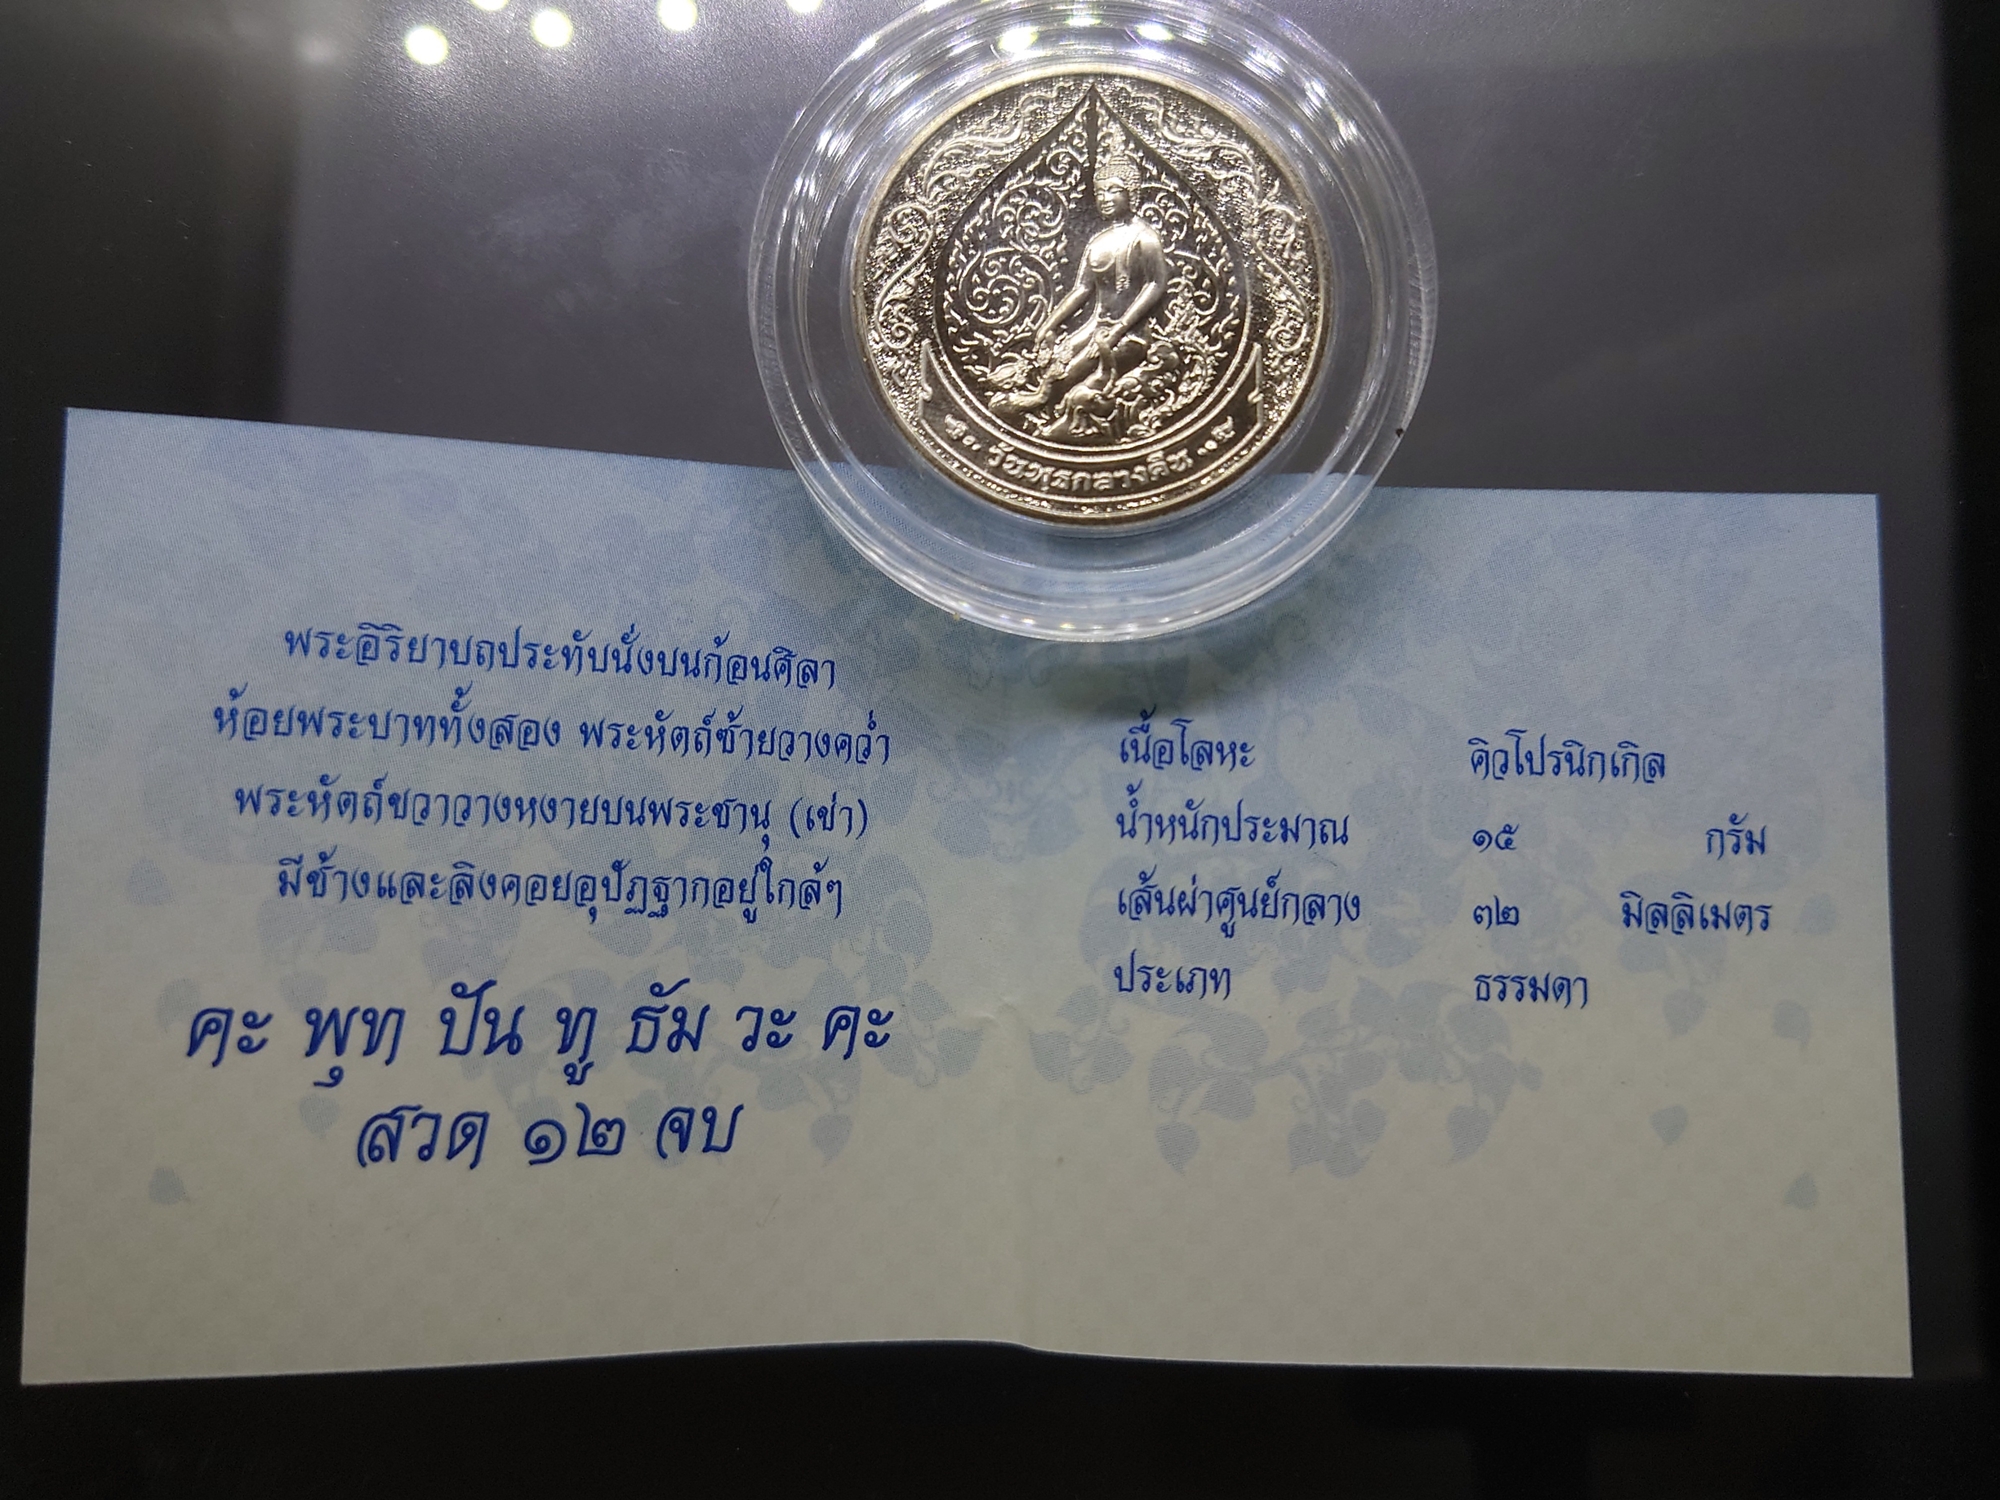 วันพุธกลางคืน
พระอิริยาบถประทับนั่งบนก้อนศิลา
ห้อยพระบาททั้งสอง พระหัตถ์ซ้ายวางคว่ำ
พระหัตถ์ขวาวางหงายบนพระชานุ (เข่า)
มีช้างและลิงคอยอุปัฏฐากอยู่ใกล้ๆ
คะ พุท ปัน ทู ธัม วะ คะ
สวด ๑๒ จบ
เนื้อโลหะ คิวโปรนิกเกิล
น้ำหนักประมาณ ๑๕ กรัม
เส้นผ่าศูนย์กลาง ๓๒ มิลลิเมตร
ประเภท ธรรมดา